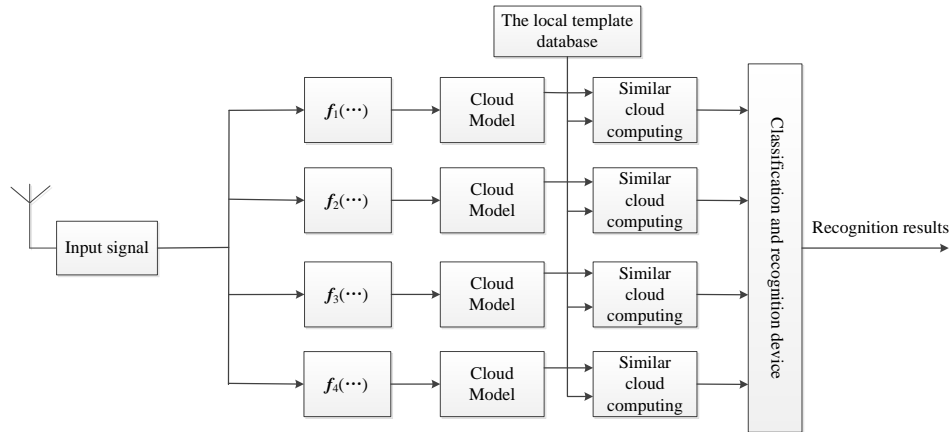 The local template
database
f1(···)
Cloud
Model
Similar
cloud
computing
f2(···)
Cloud
Model
Similar
cloud
computing
Input signal
f3(···)
Cloud
Model
Similar
cloud
computing
f4(···)
Cloud
Model
Similar
cloud
computing
Classification and recognition device
Recognition results